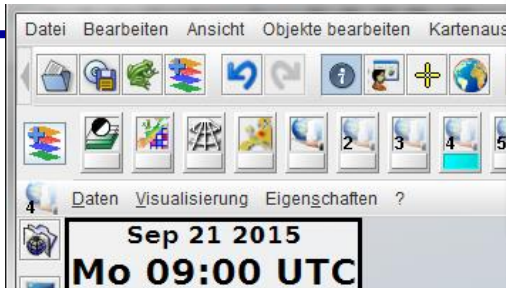 Datei Bearbeiten Ansicht Objekte bearbeiten Kartenaus
2 3 4 5
4 Daten Visualisierung Eigenschaften ?
Sep 21 2015
Mo 09:00 UTC